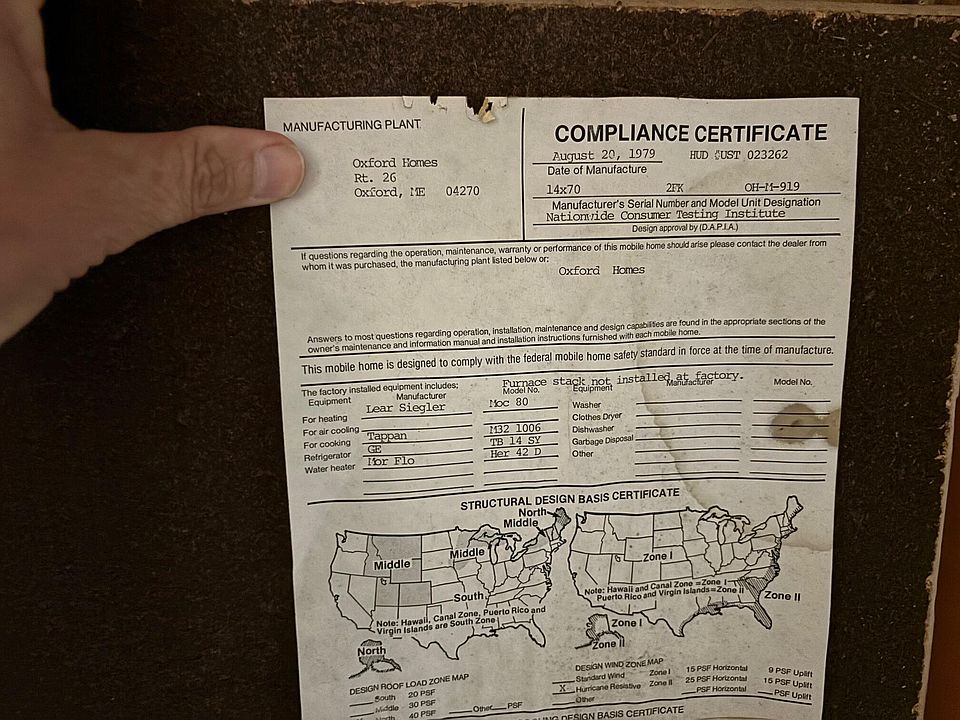 MANUFACTURING PLANT
Oxford Homes
Rt. 26
Oxford, ME 04270
COMPLIANCE CERTIFICATE
August 20, 1979 HUD #UST 023262
Date of Manufacture
14x70 2FK OH-M-919
Manufacturer's Serial Number and Model Unit Designation
Nationwide Consumer Testing Institute
Design approval by (D.A.P.I.A.)
If questions regarding the operation, maintenance, warranty or performance of this mobile home should arise please contact the dealer from
whom it was purchased, the manufacturing plant listed below or:
Oxford Homes
Answers to most questions regarding operation, installation, maintenance and design capabilities are found in the appropriate sections of the
owner's maintenance and information manual and installation instructions furnished with each mobile home.
This mobile home is designed to comply with the federal mobile home safety standard in force at the time of manufacture.
Furnace stack not installed at factory.
The factory installed equipment includes:
Equipment Manufacturer Model No. Equipment Manufacturer Model No.
For heating Lear Siegler Moc 80 Washer
For air cooling Clothes Dryer
For cooking Tappan M32 1006 Dishwasher
Refrigerator GE TB 14 SY Garbage Disposal
Water heater Mor Flo Her 42 D Other
STRUCTURAL DESIGN BASIS CERTIFICATE
North
Middle
Middle
Middle
South
Note: Hawaii, Canal Zone, Puerto Rico and
Virgin Islands are South Zone
North
Zone I
Note: Hawaii and Canal Zone =Zone I
Puerto Rico and Virgin Islands=Zone II
Zone II
Zone I
Zone II
DESIGN ROOF LOAD ZONE MAP
South 20 PSF
Middle 30 PSF
North 40 PSF
Other PSF
DESIGN WIND ZONE MAP
Standard Wind Zone I 15 PSF Horizontal 9 PSF Uplift
X Hurricane Resistive Zone II 25 PSF Horizontal 15 PSF Uplift
Other PSF Horizontal PSF Uplift
DESIGN BASIS CERTIFICATE